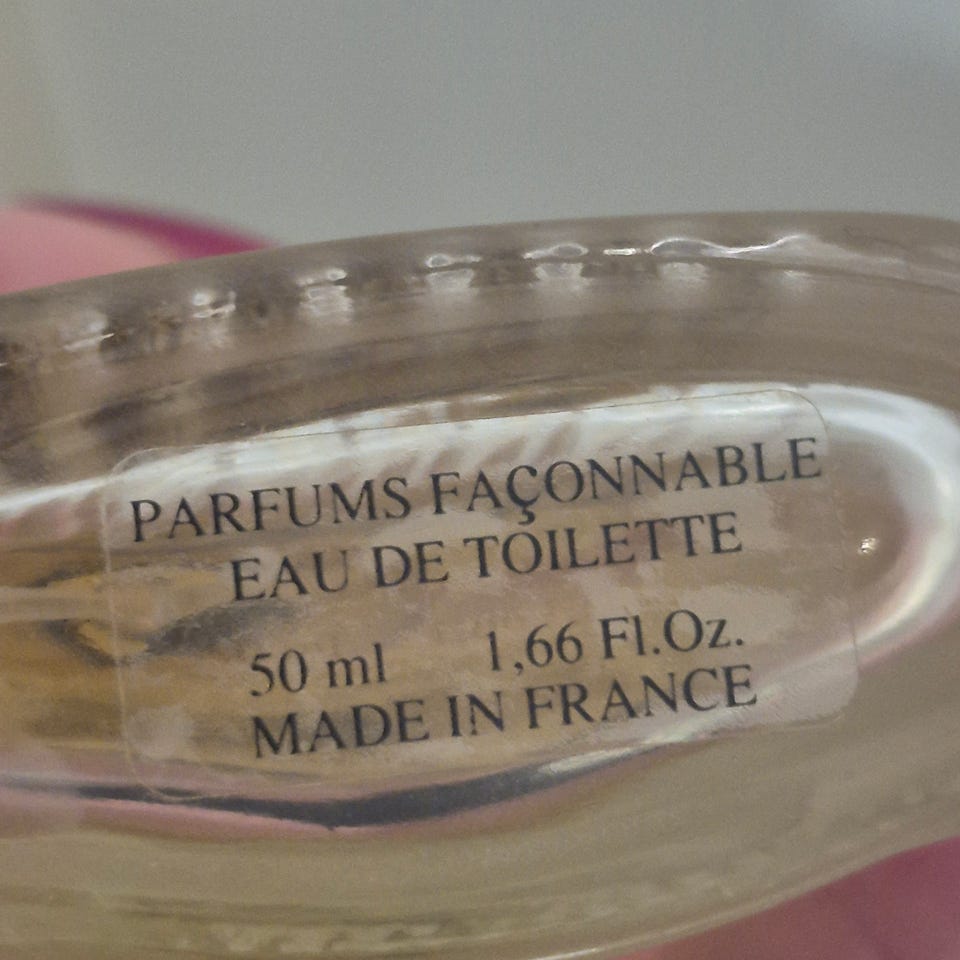 PARFUMS FAÇONNABLE
EAU DE TOILETTE
50 ml 1,66 Fl.Oz.
MADE IN FRANCE